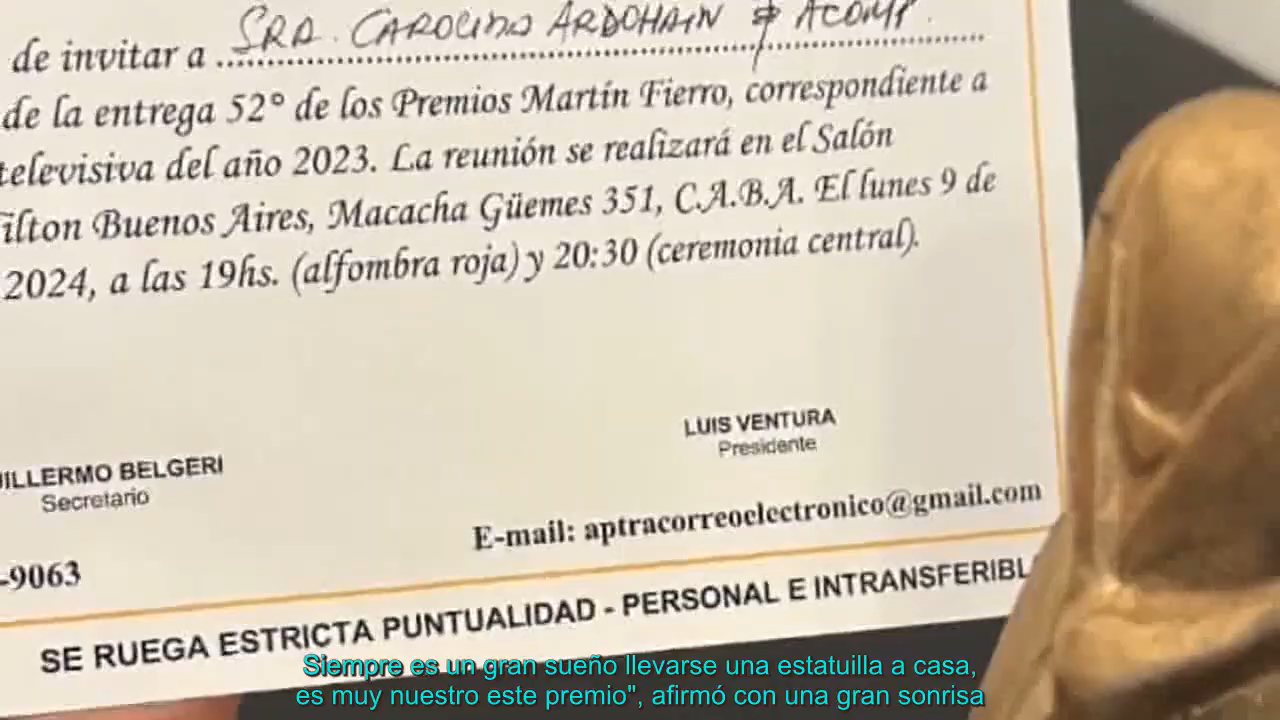 de invitar a SRA. CAROLINA ARDOHAIN & ACOMP.
de la entrega 52° de los Premios Martín Fierro, correspondiente a
televisiva del año 2023. La reunión se realizará en el Salón
ilton Buenos Aires, Macacha Güemes 351, C.A.B.A. El lunes 9 de
2024, a las 19hs. (alfombra roja) y 20:30 (ceremonia central).
LUIS VENTURA
Presidente
UILLERMO BELGERI
Secretario
E-mail: aptracorreoelectronico@gmail.com
-9063
SE RUEGA ESTRICTA PUNTUALIDAD - PERSONAL E INTRANSFERIBL
Siempre es un gran sueño llevarse una estatuilla a casa,
es muy nuestro este premio", afirmó con una gran sonrisa